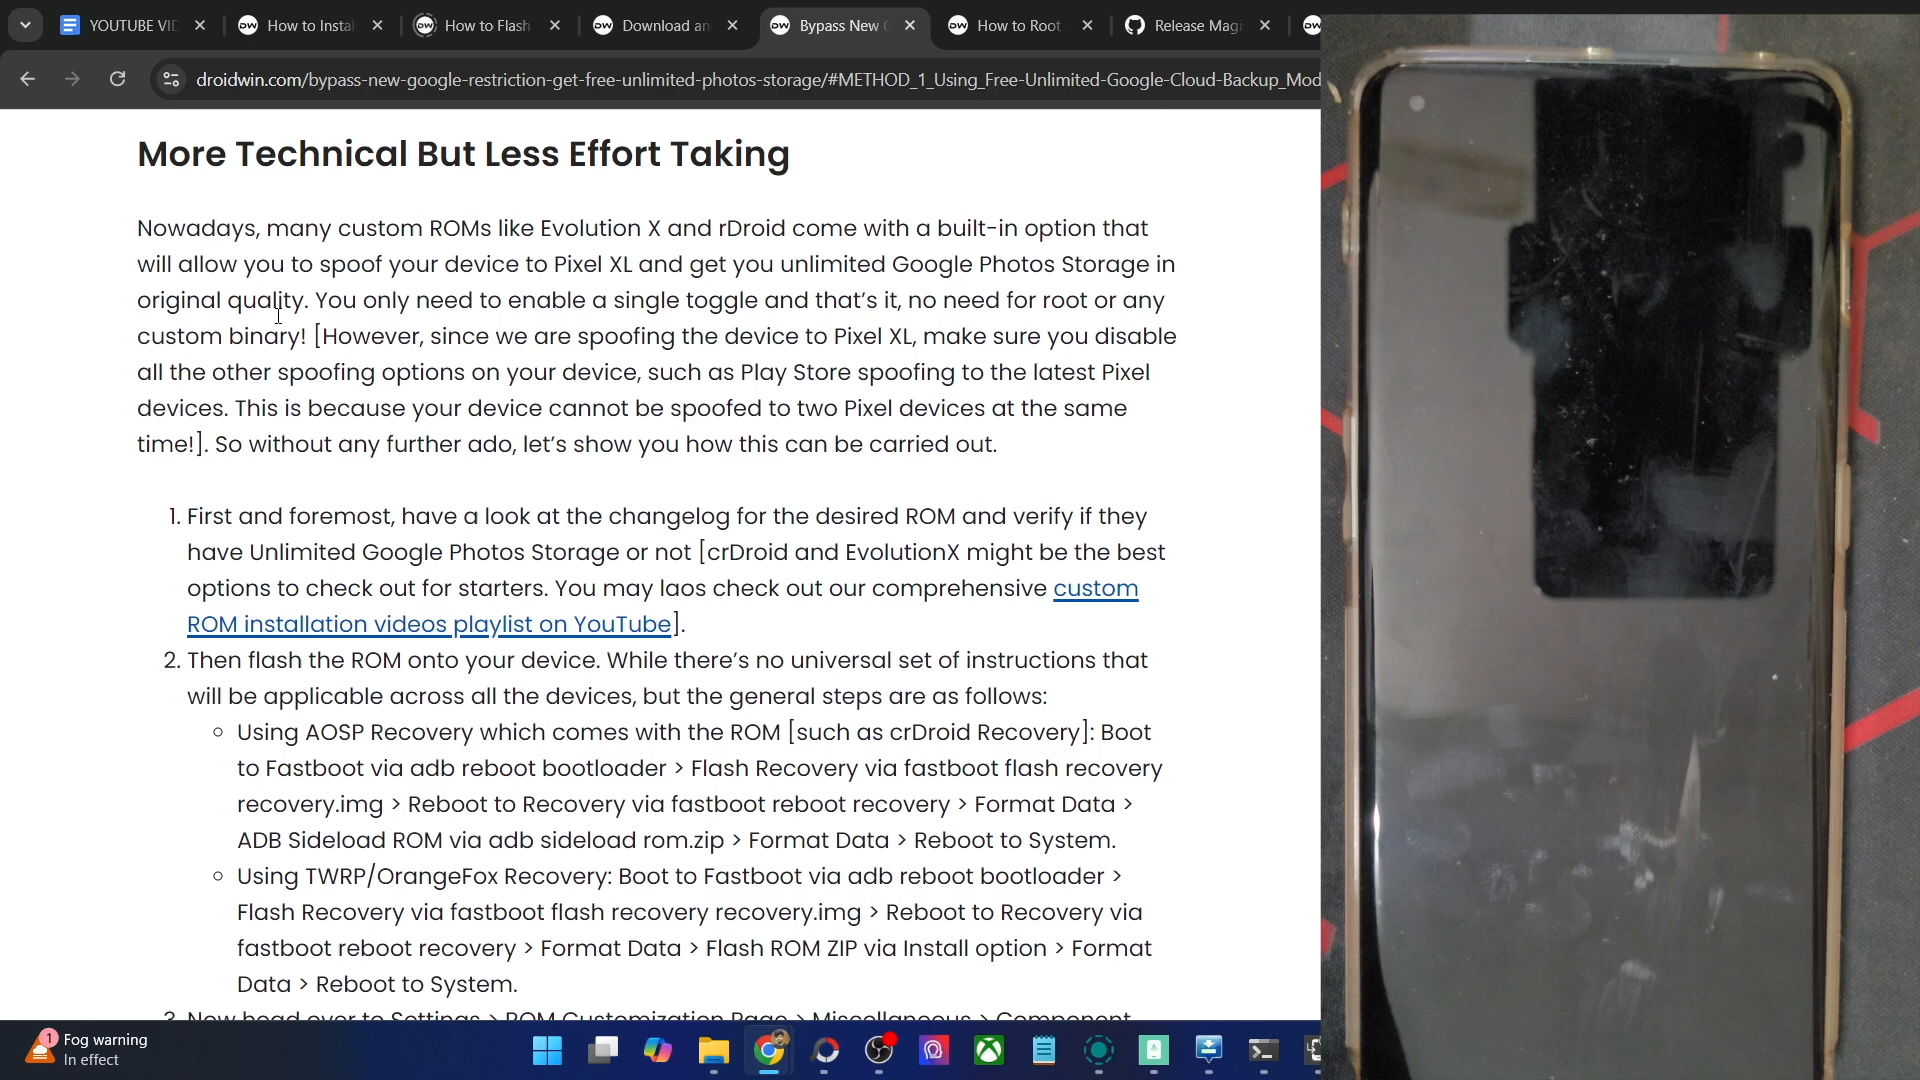 YOUTUBE VID
How to Instal
How to Flash
Download an
Bypass New G
How to Root
Release Magi
droidwin.com/bypass-new-google-restriction-get-free-unlimited-photos-storage/#METHOD_1_Using_Free-Unlimited-Google-Cloud-Backup_Mod
More Technical But Less Effort Taking
Nowadays, many custom ROMs like Evolution X and rDroid come with a built-in option that
will allow you to spoof your device to Pixel XL and get you unlimited Google Photos Storage in
original quality. You only need to enable a single toggle and that's it, no need for root or any
custom binary! [However, since we are spoofing the device to Pixel XL, make sure you disable
all the other spoofing options on your device, such as Play Store spoofing to the latest Pixel
devices. This is because your device cannot be spoofed to two Pixel devices at the same
time!]. So without any further ado, let's show you how this can be carried out.
1. First and foremost, have a look at the changelog for the desired ROM and verify if they
have Unlimited Google Photos Storage or not [crDroid and EvolutionX might be the best
options to check out for starters. You may laos check out our comprehensive custom
ROM installation videos playlist on YouTube].
2. Then flash the ROM onto your device. While there's no universal set of instructions that
will be applicable across all the devices, but the general steps are as follows:
Using AOSP Recovery which comes with the ROM [such as crDroid Recovery]: Boot
to Fastboot via adb reboot bootloader > Flash Recovery via fastboot flash recovery
recovery.img > Reboot to Recovery via fastboot reboot recovery > Format Data >
ADB Sideload ROM via adb sideload rom.zip > Format Data > Reboot to System.
Using TWRP/OrangeFox Recovery: Boot to Fastboot via adb reboot bootloader >
Flash Recovery via fastboot flash recovery recovery.img > Reboot to Recovery via
fastboot reboot recovery > Format Data > Flash ROM ZIP via Install option > Format
Data > Reboot to System.
3. Now head over to Settings > ROM Customization Page > Miscellaneous > Component
1
Fog warning
In effect